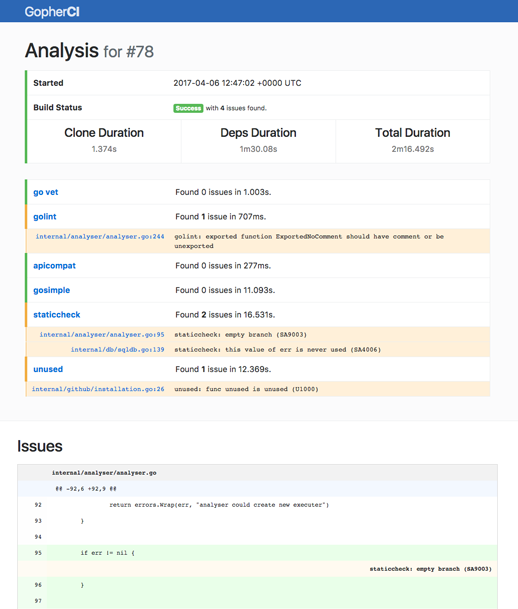 GopherCI
Analysis for #78
Started 2017-04-06 12:47:02 +0000 UTC
Build Status Success with 4 issues found.
Clone Duration Deps Duration Total Duration
1.374s 1m30.08s 2m16.492s
go vet Found 0 issues in 1.003s.
golint Found 1 issue in 707ms.
internal/analyser/analyser.go:244 golint: exported function ExportedNoComment should have comment or be
unexported
apicompat Found 0 issues in 277ms.
gosimple Found 0 issues in 11.093s.
staticcheck Found 2 issues in 16.531s.
internal/analyser/analyser.go:95 staticcheck: empty branch (SA9003)
internal/db/sqldb.go:139 staticcheck: this value of err is never used (SA4006)
unused Found 1 issue in 12.369s.
internal/github/installation.go:26 unused: func unused is unused (U1000)
Issues
internal/analyser/analyser.go
@@ -92,6 +92,9 @@
92 return errors.Wrap(err, "analyser could create new executer")
93 }
94
95 if err != nil {
staticcheck: empty branch (SA9003)
96 }
97